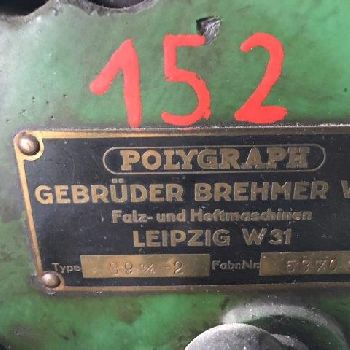 152
POLYGRAPH
GEBRÜDER BREHMER
Falz- und Heftmaschinen
LEIPZIG W31
Type Fabr.Nr.